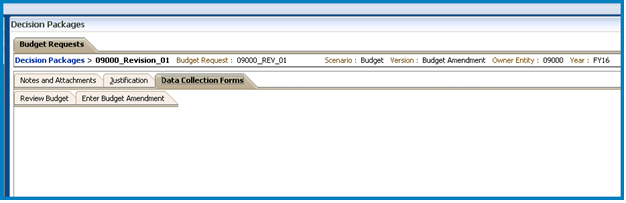 Decision Packages
Budget Requests
Decision Packages > 09000_Revision_01 Budget Request : 09000_REV_01 Scenario : Budget Version : Budget Amendment Owner Entity : 09000 Year : FY16
Notes and Attachments Justification Data Collection Forms
Review Budget Enter Budget Amendment